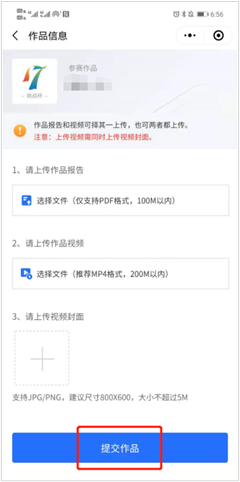 6:56
作品信息
参赛作品
挑战杯
作品报告和视频可择其一上传，也可两者都上传。
注意：上传视频需同时上传视频封面。
1、请上传作品报告
选择文件（仅支持PDF格式，100M以内）
2、请上传作品视频
选择文件（推荐MP4格式，200M以内）
3、请上传视频封面
支持JPG/PNG，建议尺寸800X600，大小不超过5M
提交作品